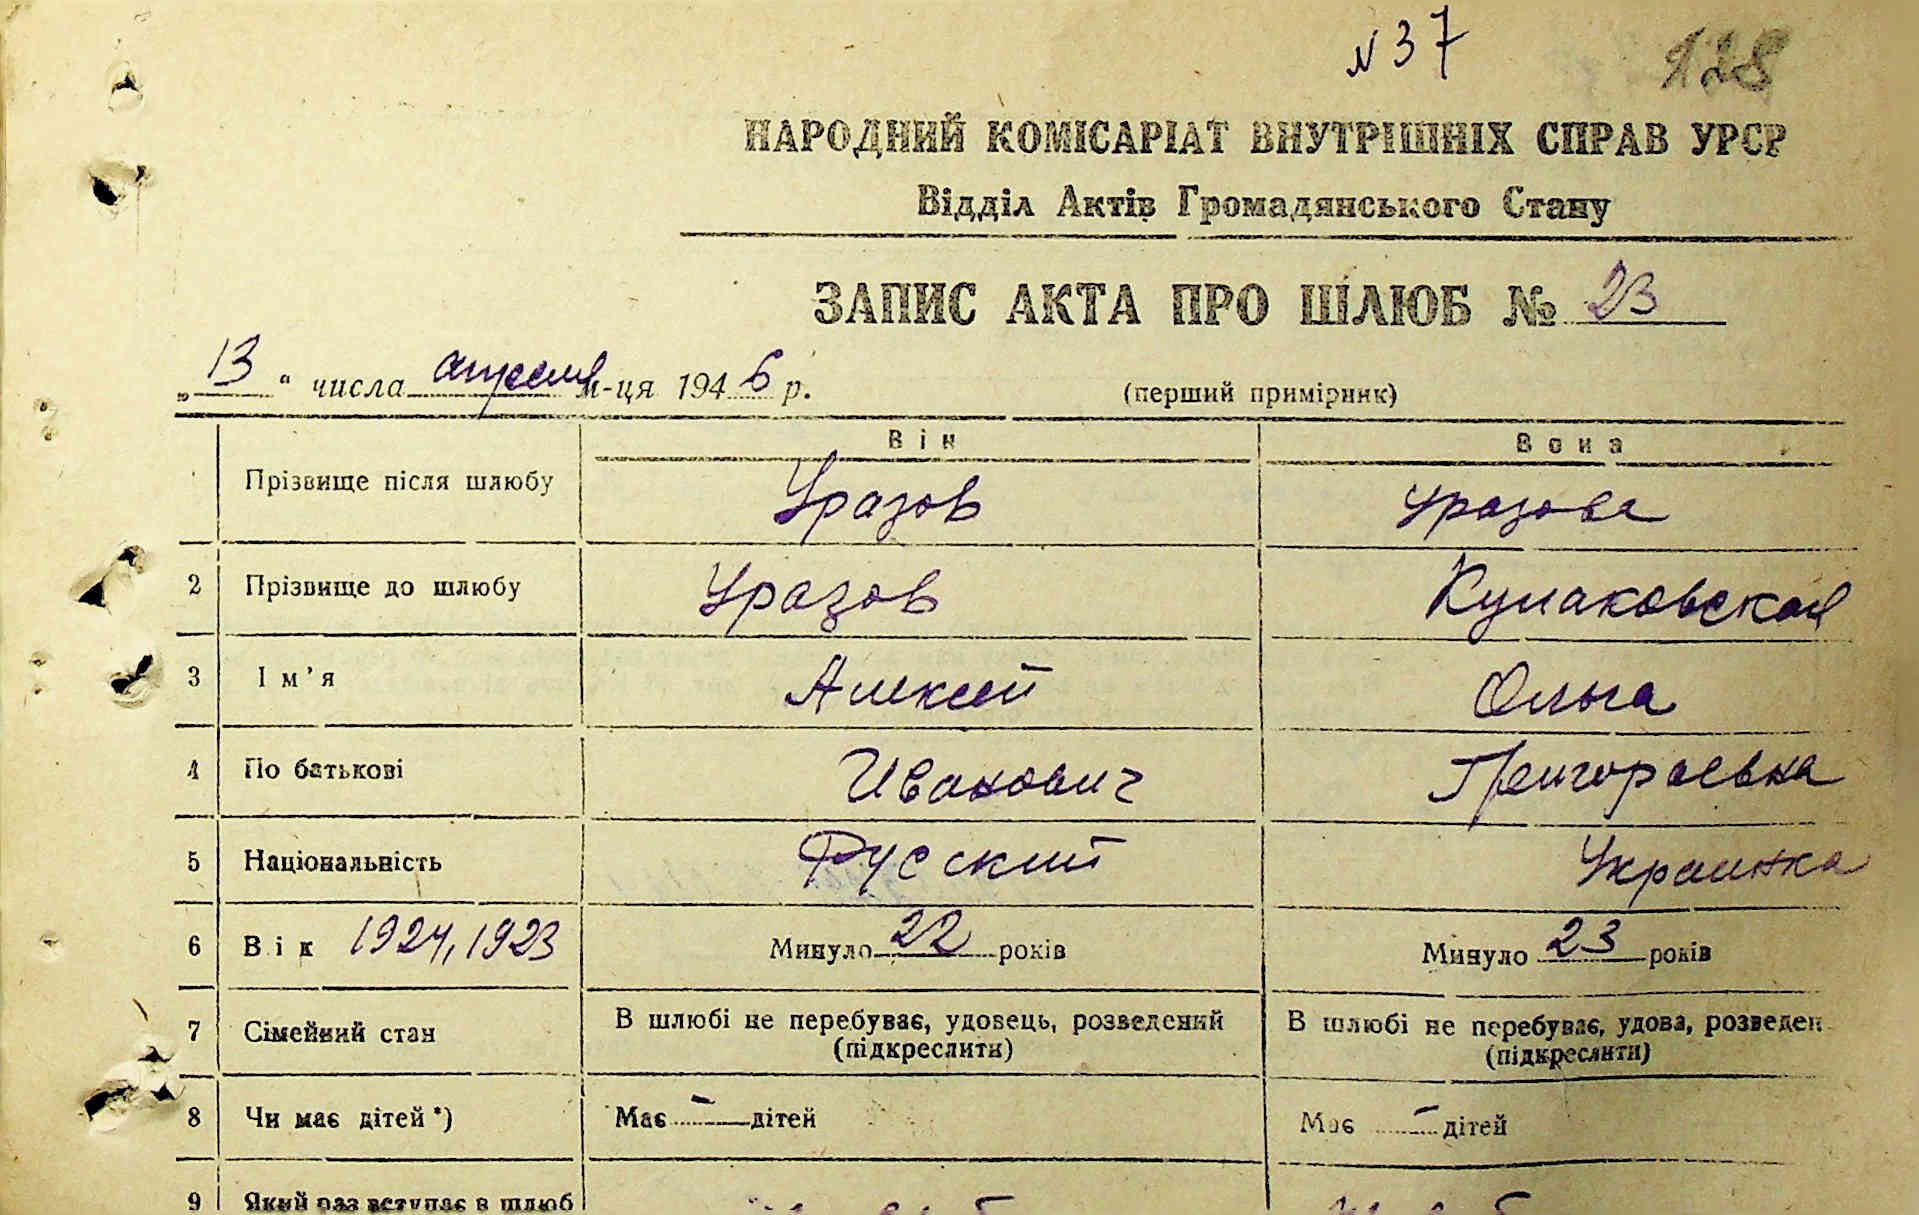 № 37 128
НАРОДНИЙ КОМІСАРІАТ ВНУТРІШНІХ СПРАВ УРСР
Відділ Актів Громадянського Стану
ЗАПИС АКТА ПРО ШЛЮБ № 23
„13“ числа апреля м-ця 1946 р. (перший примірник)
Він Вона
Прізвище після шлюбу Уразов Уразова
2 Прізвище до шлюбу Уразов Кулаковская
3 Ім’я Алексей Ольга
4 По батькові Иванович Григорьевна
5 Національність Русский Украинка
6 Вік 1924, 1923 Минуло 22 років Минуло 23 років
7 Сімейний стан В шлюбі не перебуває, удовець, розведений В шлюбі не перебуває, удова, розведен
(підкреслити) (підкреслити)
8 Чи має дітей *) Має – дітей Має – дітей
9 Який раз вступає в шлюб